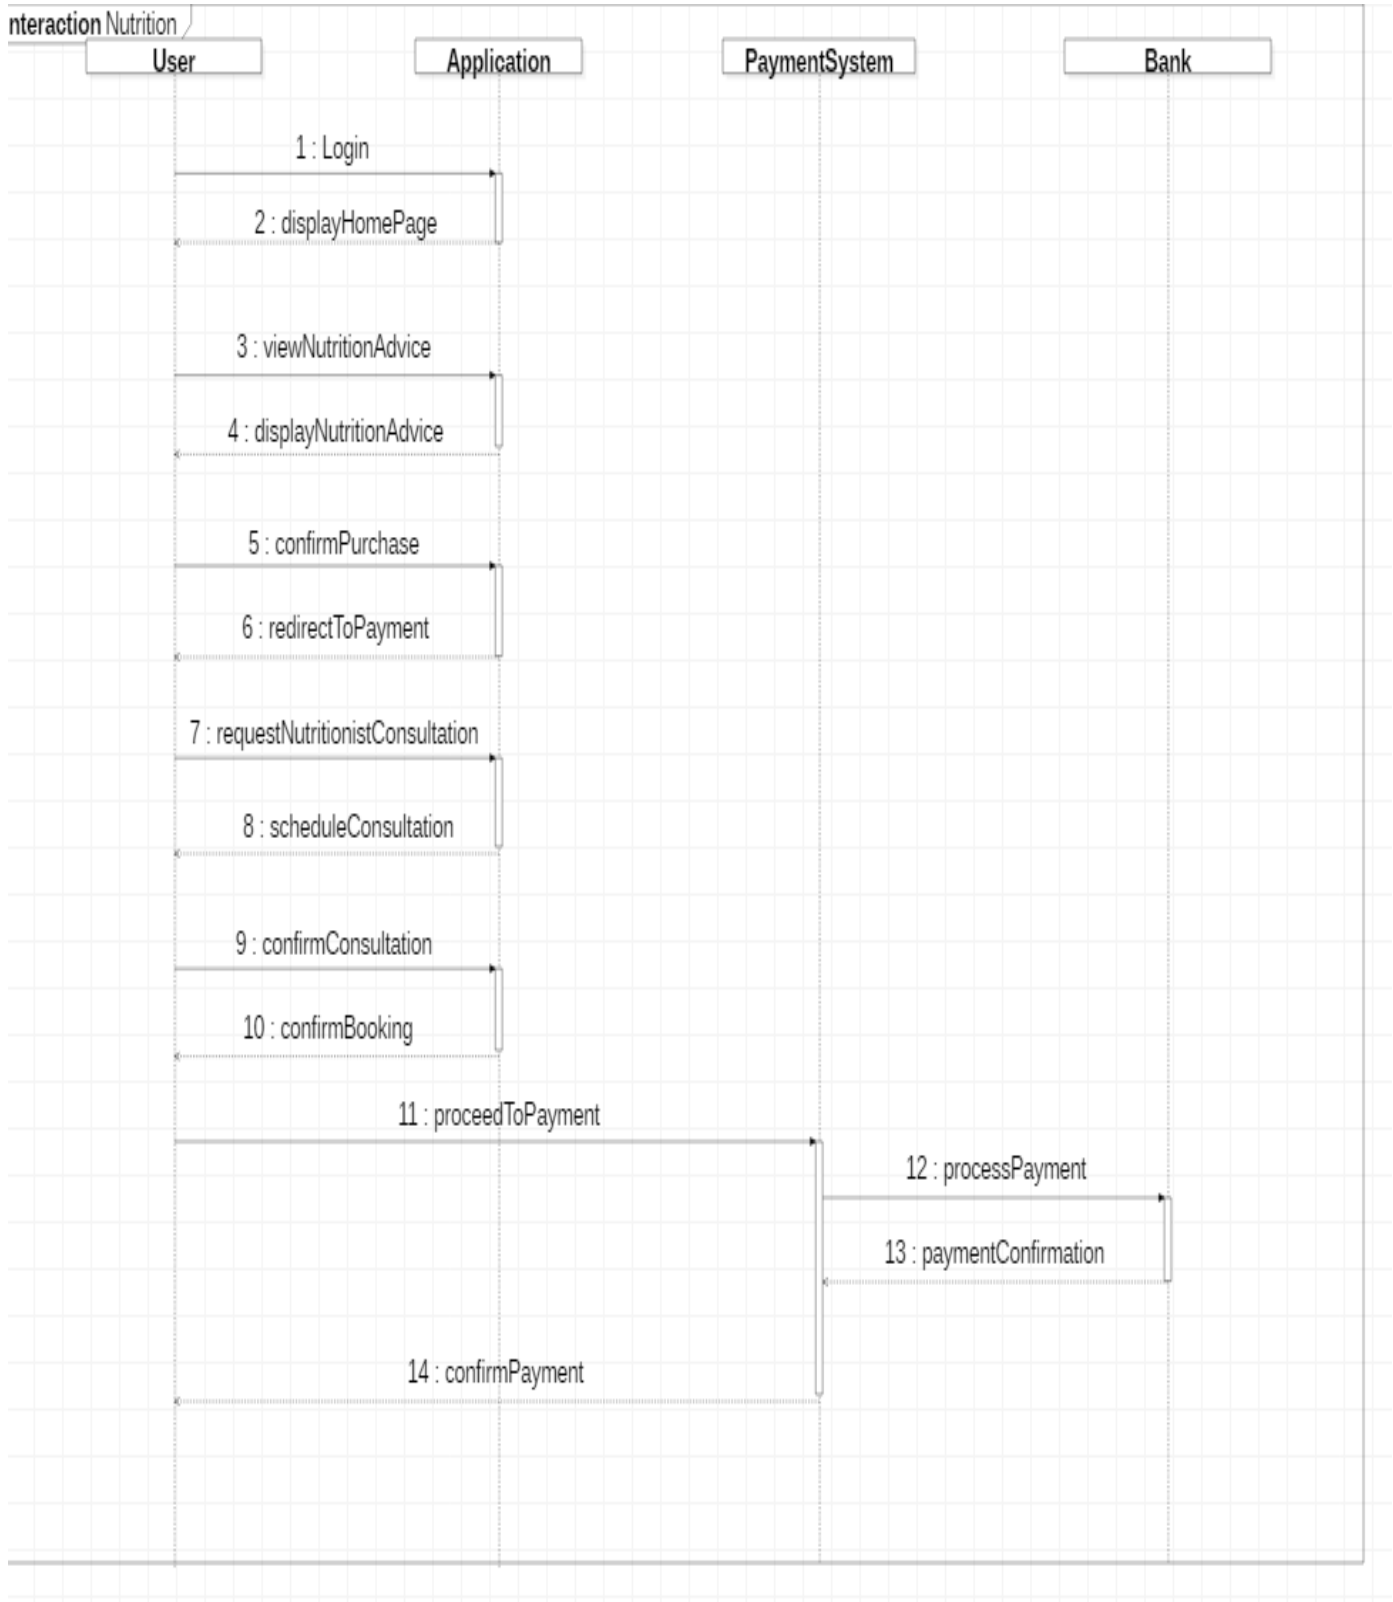 nteraction Nutrition
User
Application
PaymentSystem
Bank
1 : Login
2 : displayHomePage
3 : viewNutritionAdvice
4 : displayNutritionAdvice
5 : confirmPurchase
6 : redirectToPayment
7 : requestNutritionistConsultation
8 : scheduleConsultation
9 : confirmConsultation
10 : confirmBooking
11 : proceedToPayment
12 : processPayment
13 : paymentConfirmation
14 : confirmPayment